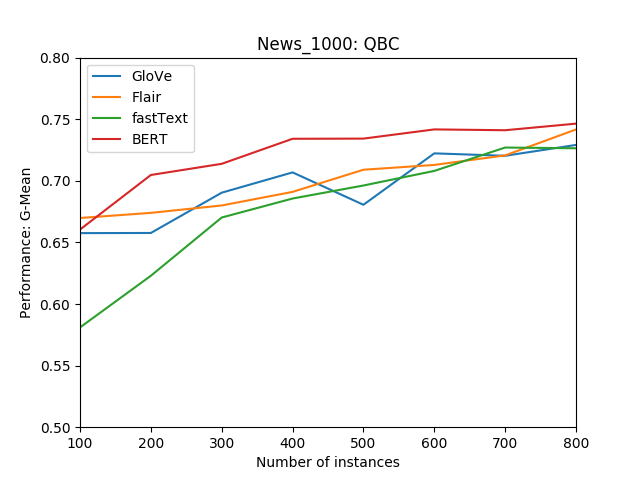 News_1000: QBC
GloVe
Flair
fastText
BERT
0.80
0.75
0.70
0.65
0.60
0.55
0.50
Performance: G-Mean
100 200 300 400 500 600 700 800
Number of instances